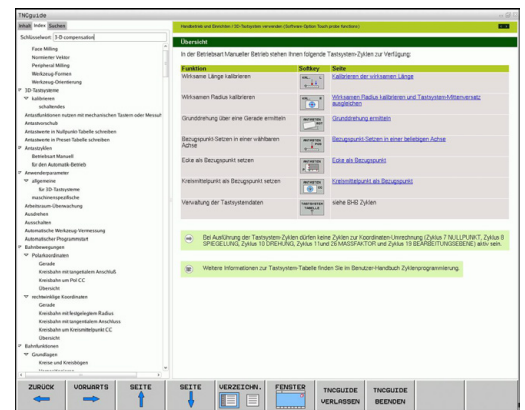 TNCguide
Inhalt Index Suchen
Schlüsselwort 3-D-compensation
Face Milling
Normierter Vektor
Peripheral Milling
Werkzeug-Formen
Werkzeug-Orientierung
3D-Tastsysteme
kalibrieren
schaltendes
Antastfunktionen nutzen mit mechanischen Tastern oder Messuf
Antastvorschub
Antastwerte in Nullpunkt-Tabelle schreiben
Antastwerte in Preset-Tabelle schreiben
Antastzyklen
Betriebsart Manuell
für den Automatik-Betrieb
Anwenderparameter
allgemeine
für 3D-Tastsysteme
maschinenspezifische
Arbeitsraum-Überwachung
Ausdrehen
Ausschalten
Automatische Werkzeug-Vermessung
Automatischer Programmstart
Bahnbewegungen
Polarkoordinaten
Gerade
Kreisbahn mit tangentialem Anschluß
Kreisbahn um Pol CC
Übersicht
rechtwinklige Koordinaten
Gerade
Kreisbahn mit festgelegtem Radius
Kreisbahn mit tangentialem Anschluss
Kreisbahn um Kreismittelpunkt CC
Übersicht
Bahnfunktionen
Grundlagen
Kreise und Kreisbögen
Handbetrieb und Einrichten / 3D-Tastsystem verwenden (Software-Option Touch probe functions)
Übersicht
In der Betriebsart Manueller Betrieb stehen Ihnen folgende Tastsystem-Zyklen zur Verfügung:
Funktion Softkey Seite
Wirksame Länge kalibrieren Kalibrieren der wirksamen Länge
Wirksamen Radius kalibrieren Wirksamen Radius kalibrieren und Tastsystem-Mittenversatz ausgleichen
Grunddrehung über eine Gerade ermitteln Grunddrehung ermitteln
Bezugspunkt-Setzen in einer wählbaren Achse Bezugspunkt-Setzen in einer beliebigen Achse
Ecke als Bezugspunkt setzen Ecke als Bezugspunkt
Kreismittelpunkt als Bezugspunkt setzen Kreismittelpunkt als Bezugspunkt
Verwaltung der Tastsystemdaten siehe BHB Zyklen
Bei Ausführung der Tastsystem-Zyklen dürfen keine Zyklen zur Koordinaten-Umrechnung (Zyklus 7 NULLPUNKT, Zyklus 8
SPIEGELUNG, Zyklus 10 DREHUNG, Zyklus 11und 26 MASSFAKTOR und Zyklus 19 BEARBEITUNGSEBENE) aktiv sein.
Weitere Informationen zur Tastsystem-Tabelle finden Sie im Benutzer-Handbuch Zyklenprogrammierung.
ZURÜCK VORWÄRTS SEITE SEITE VERZEICHN. FENSTER TNCGUIDE VERLASSEN TNCGUIDE BEENDEN